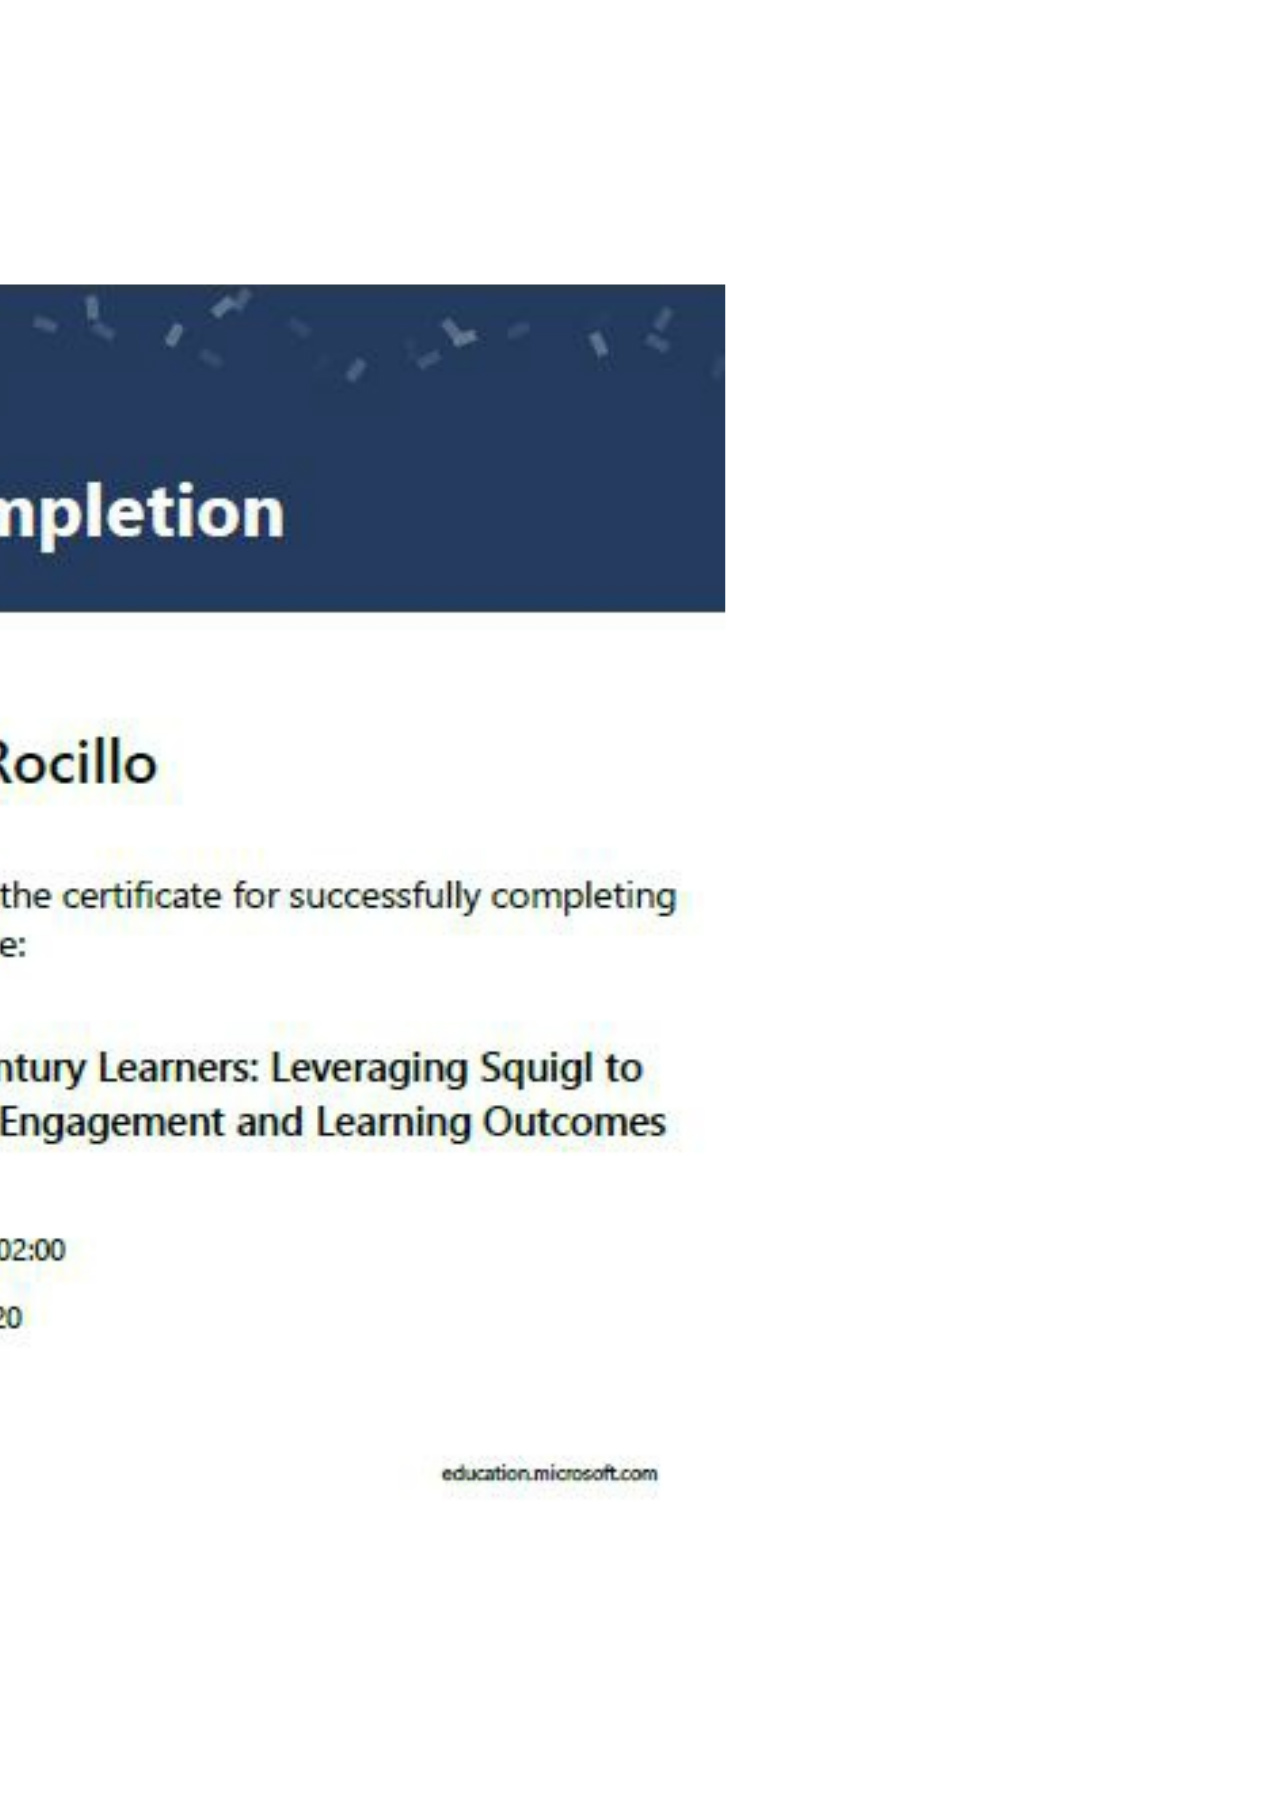 mpletion
Rocillo
the certificate for successfully completing
e:
ntury Learners: Leveraging Squigl to
Engagement and Learning Outcomes
02:00
20
education.microsoft.com